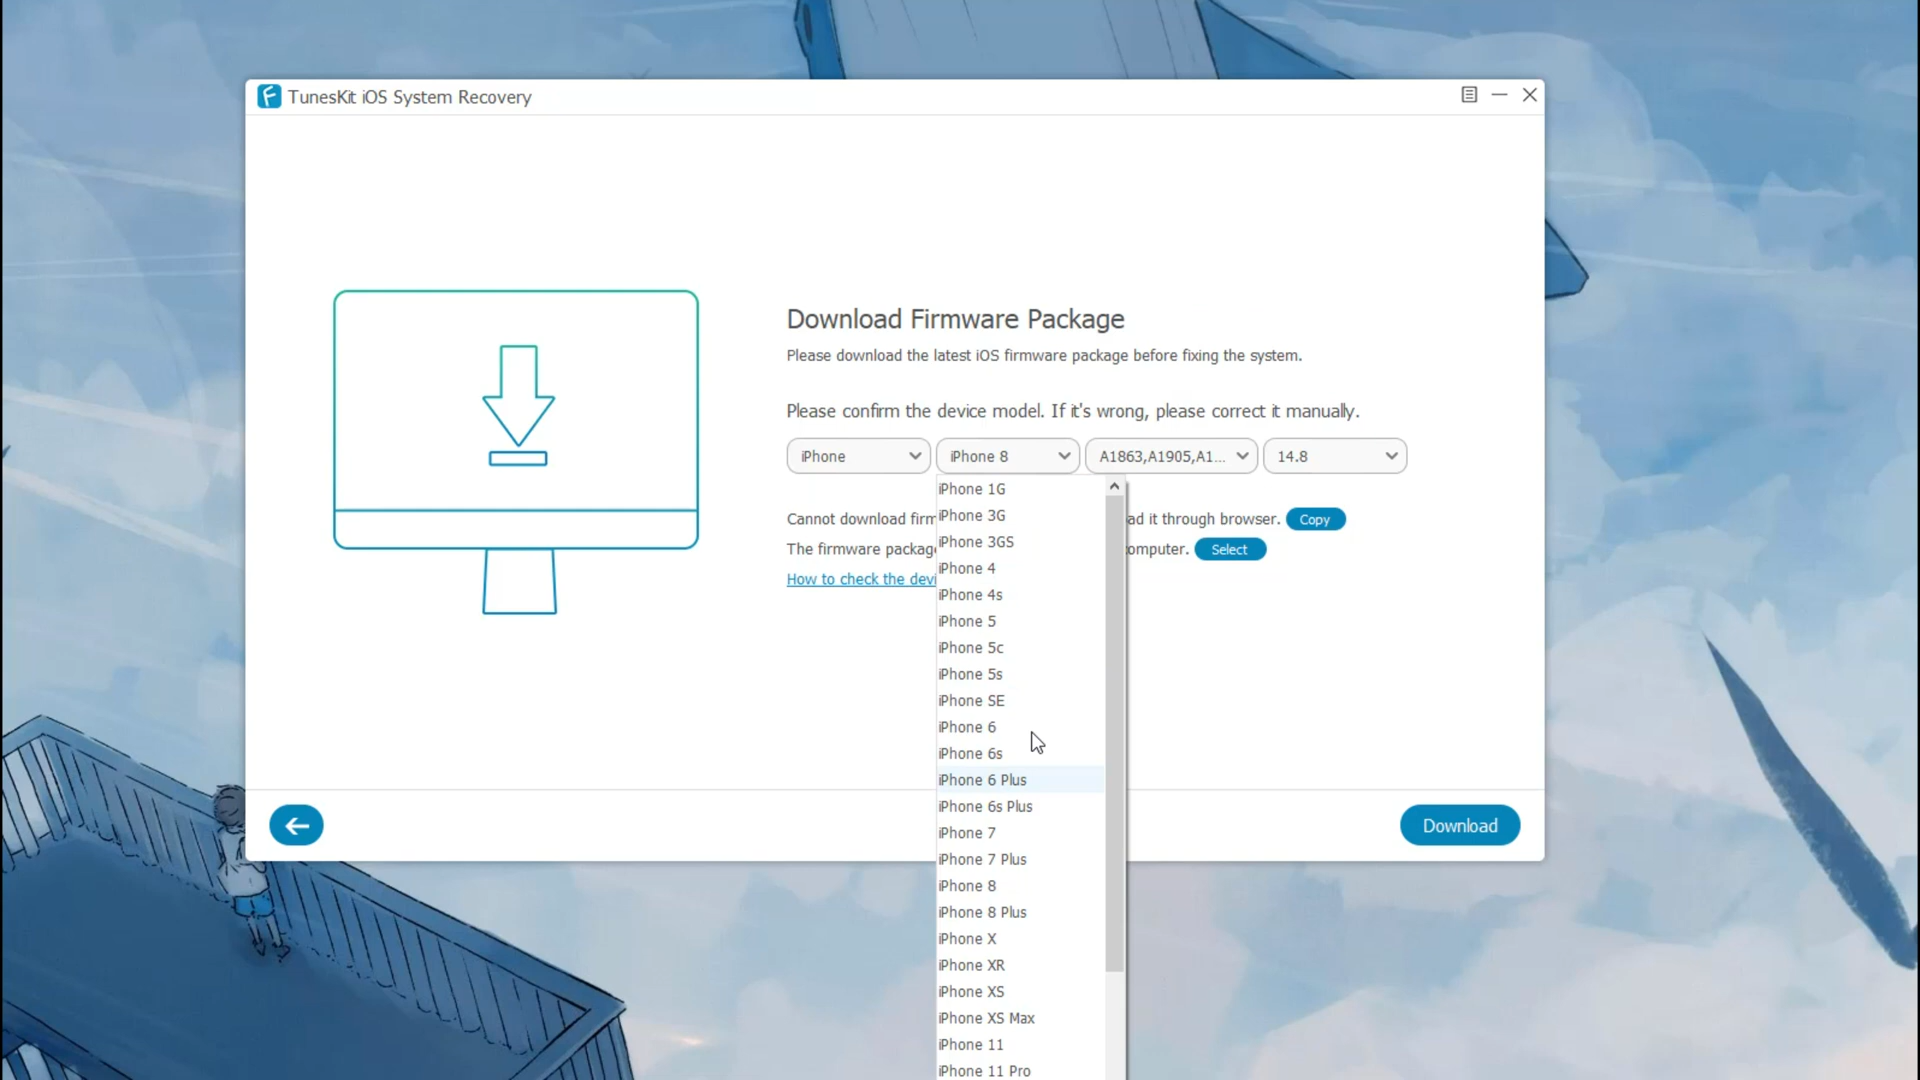 TunesKit iOS System Recovery
Download Firmware Package
Please download the latest iOS firmware package before fixing the system.
Please confirm the device model. If it's wrong, please correct it manually.
iPhone
iPhone 8
A1863,A1905,A1...
14.8
iPhone 1G
iPhone 3G
iPhone 3GS
iPhone 4
iPhone 4s
iPhone 5
iPhone 5c
iPhone 5s
iPhone SE
iPhone 6
iPhone 6s
iPhone 6 Plus
iPhone 6s Plus
iPhone 7
iPhone 7 Plus
iPhone 8
iPhone 8 Plus
iPhone X
iPhone XR
iPhone XS
iPhone XS Max
iPhone 11
iPhone 11 Pro
Cannot download it through browser. Copy
The firmware Select
How to check the
Download